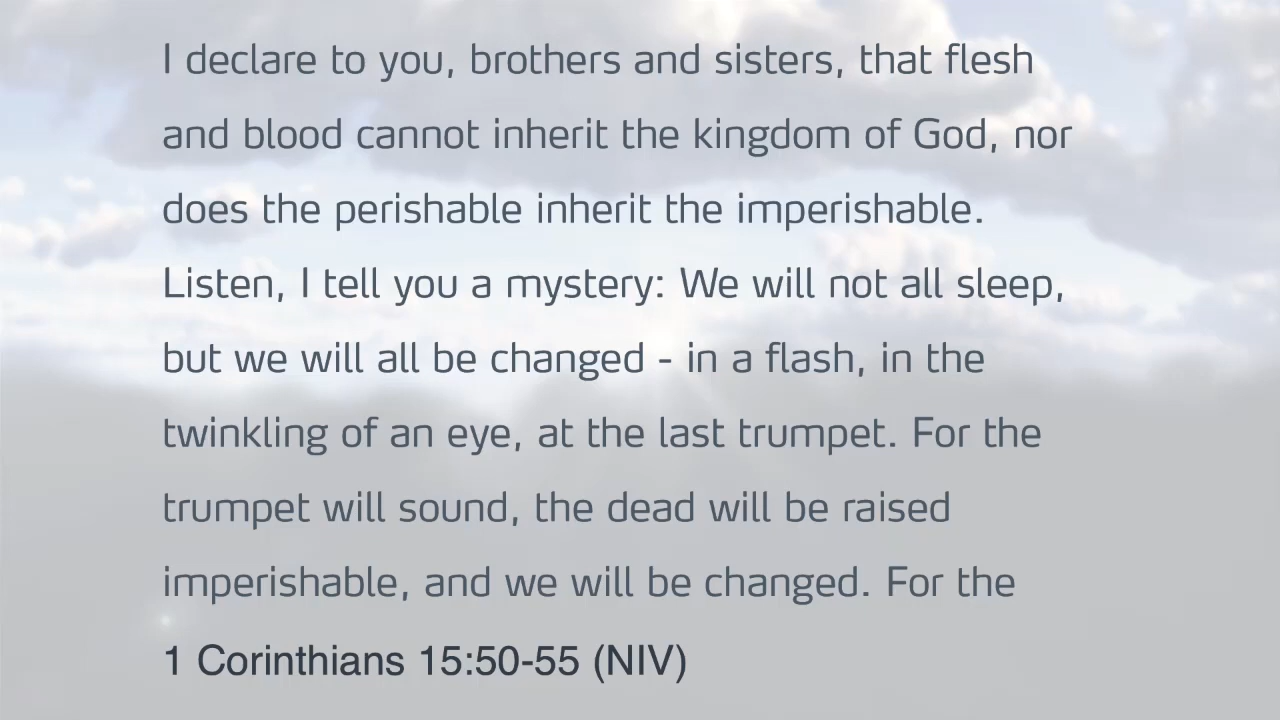 I declare to you, brothers and sisters, that flesh
and blood cannot inherit the kingdom of God, nor
does the perishable inherit the imperishable.
Listen, I tell you a mystery: We will not all sleep,
but we will all be changed - in a flash, in the
twinkling of an eye, at the last trumpet. For the
trumpet will sound, the dead will be raised
imperishable, and we will be changed. For the
1 Corinthians 15:50-55 (NIV)